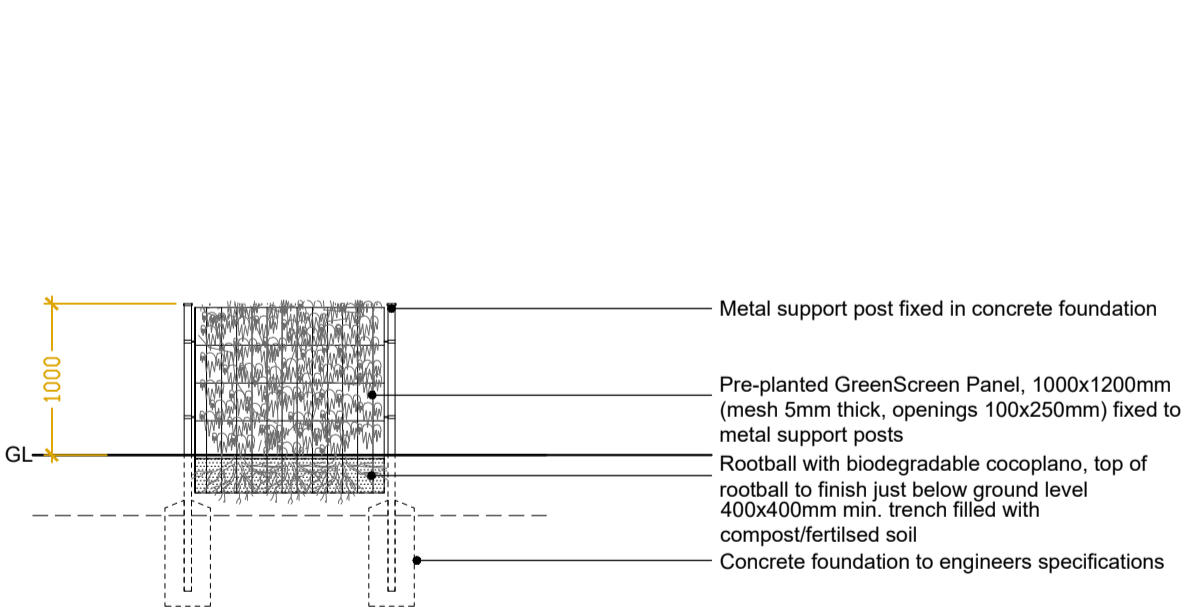 Metal support post fixed in concrete foundation
1000
Pre-planted GreenScreen Panel, 1000x1200mm
(mesh 5mm thick, openings 100x250mm) fixed to
metal support posts
GL
Rootball with biodegradable cocoplano, top of
rootball to finish just below ground level
400x400mm min. trench filled with
compost/fertilsed soil
Concrete foundation to engineers specifications